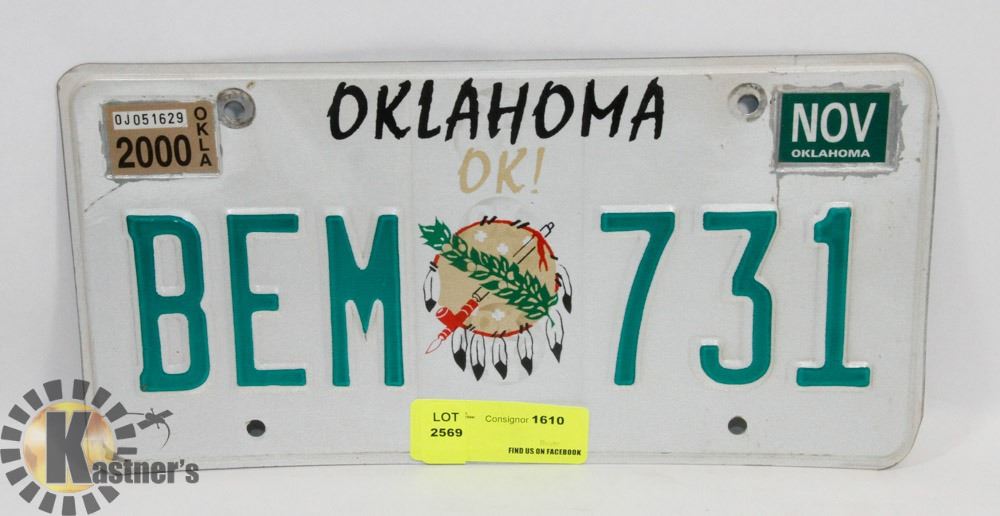 OKLAHOMA
OK!
0J051629
2000
OKLA
NOV
OKLAHOMA
BEM 731
LOT Consignor 1610
2569
FIND US ON FACEBOOK
Kastner's